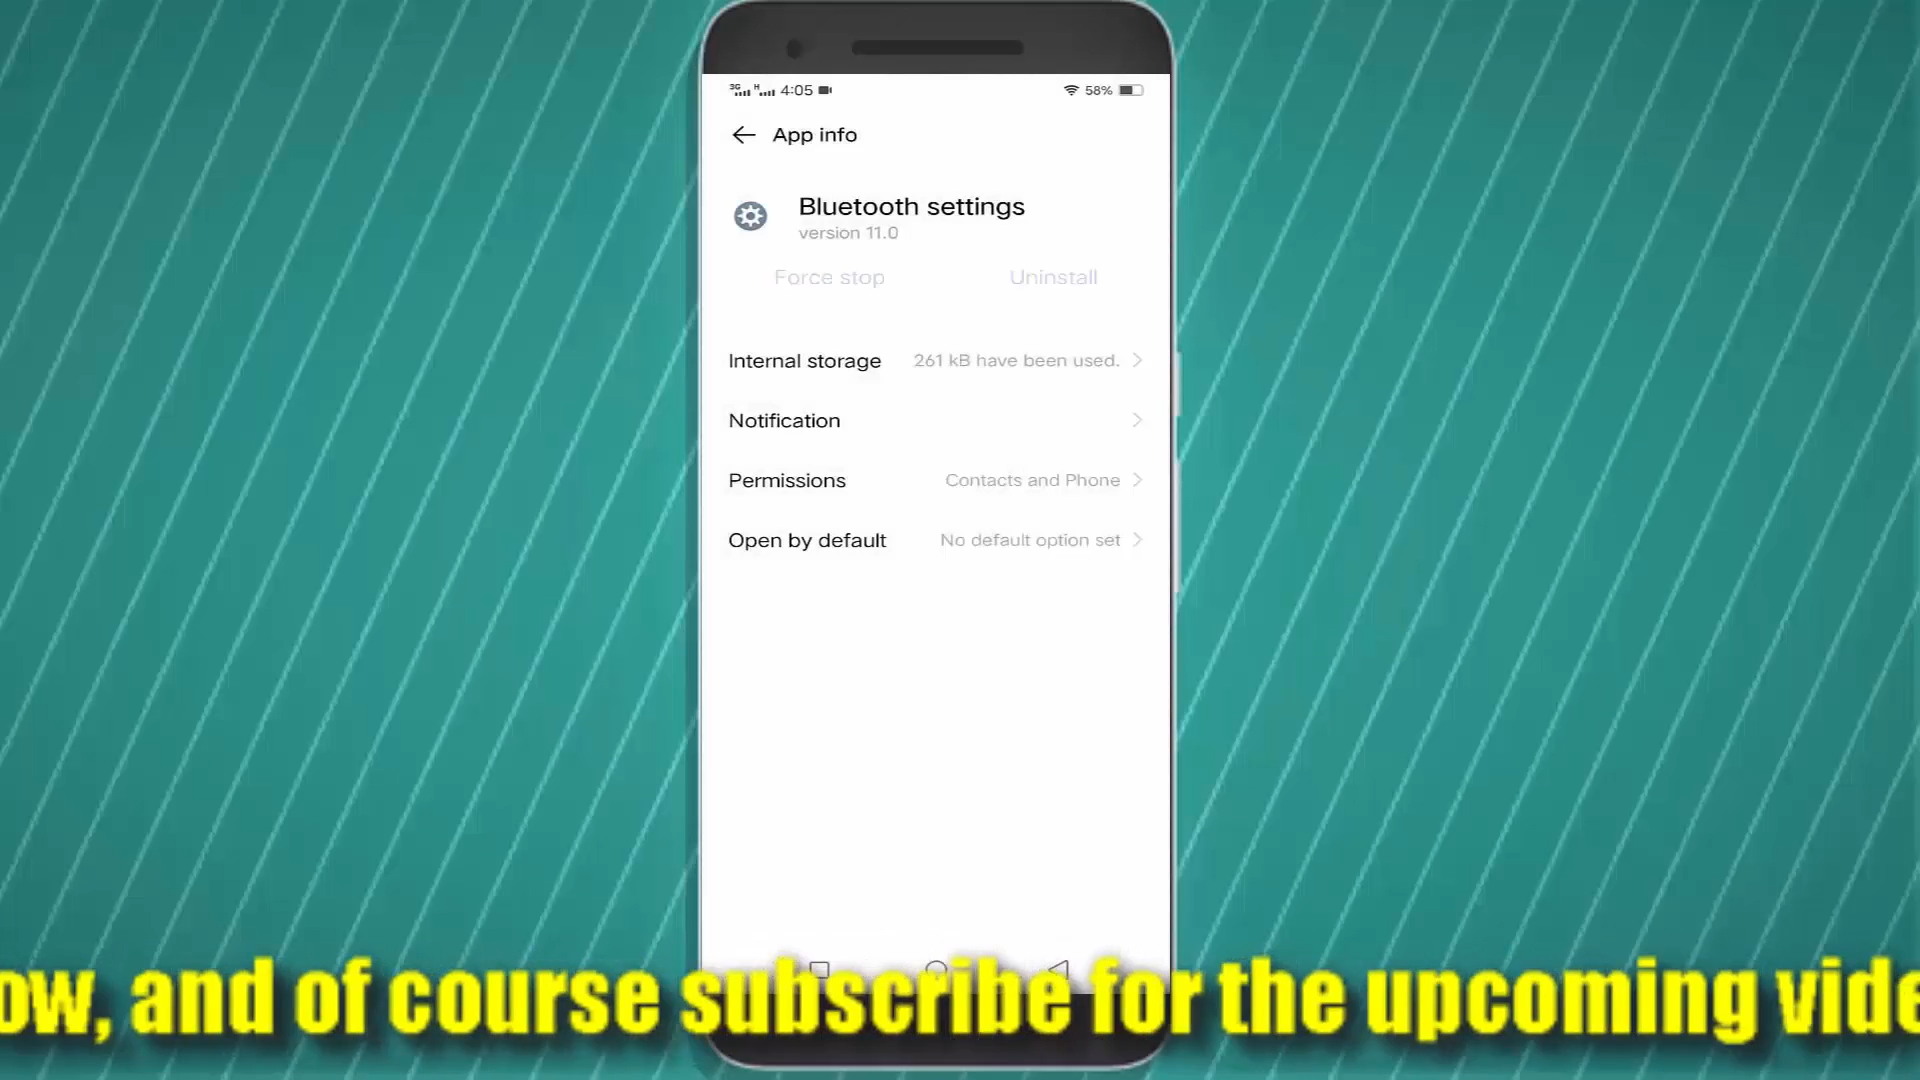 3G H 4:05 58%
App info
Bluetooth settings
version 11.0
Force stop Uninstall
Internal storage 261 kB have been used.
Notification
Permissions Contacts and Phone
Open by default No default option set
ow, and of course subscribe for the upcoming vide